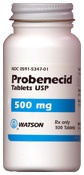 NDC 0591-5347-01
Probenecid
Tablets USP
500 mg
WATSON
Rx only
100 Tablets